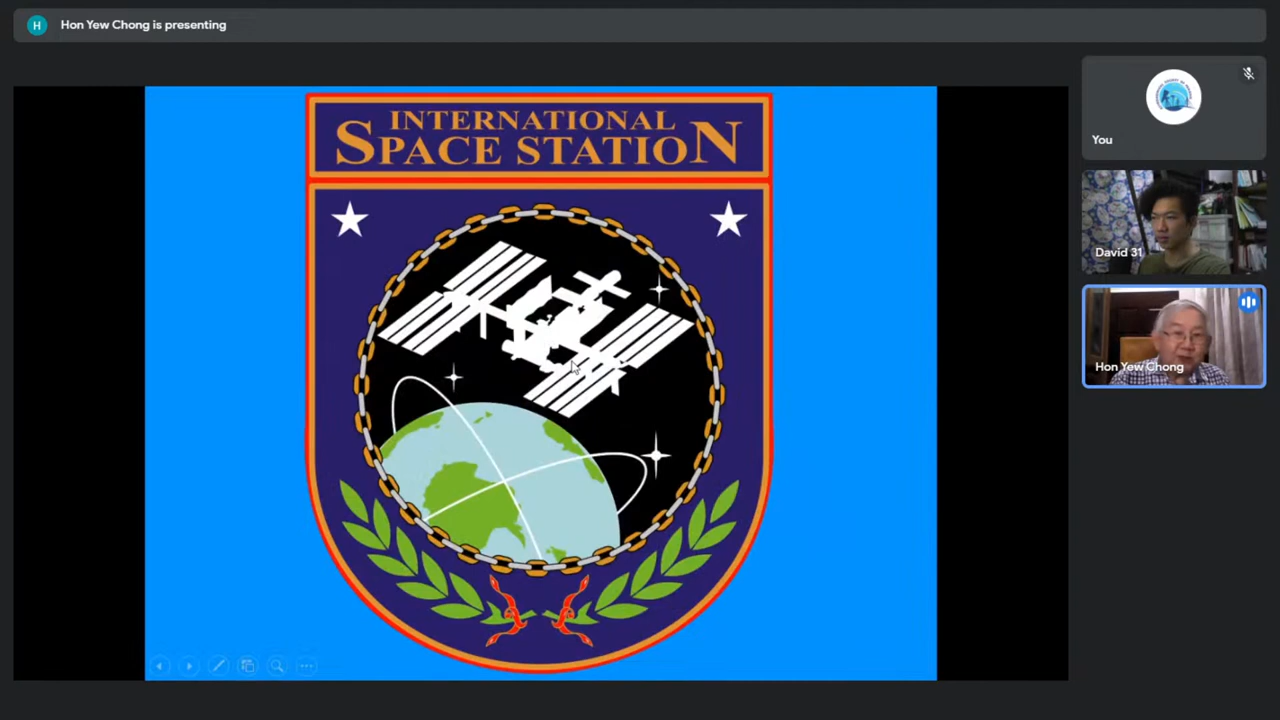 H
Hon Yew Chong is presenting
INTERNATIONAL
SPACE STATION
You
David 31
Hon Yew Chong